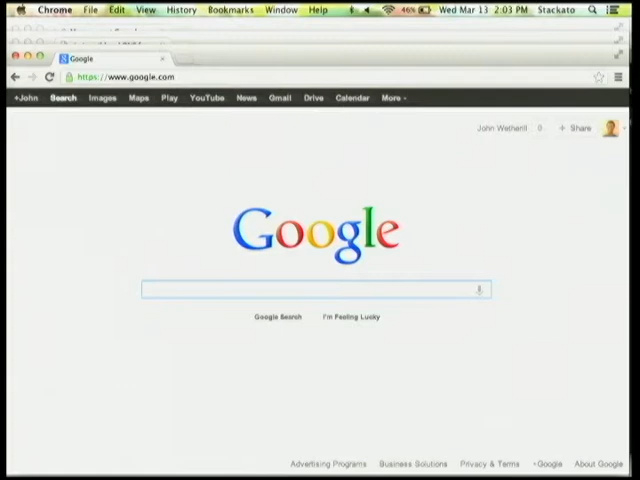 Chrome File Edit View History Bookmarks Window Help 46% Wed Mar 13 2:03 PM Stackato
Google
https://www.google.com
+John Search Images Maps Play YouTube News Gmail Drive Calendar More
John Wetherill 0 + Share
Google
Google Search I'm Feeling Lucky
Advertising Programs Business Solutions Privacy & Terms +Google About Google